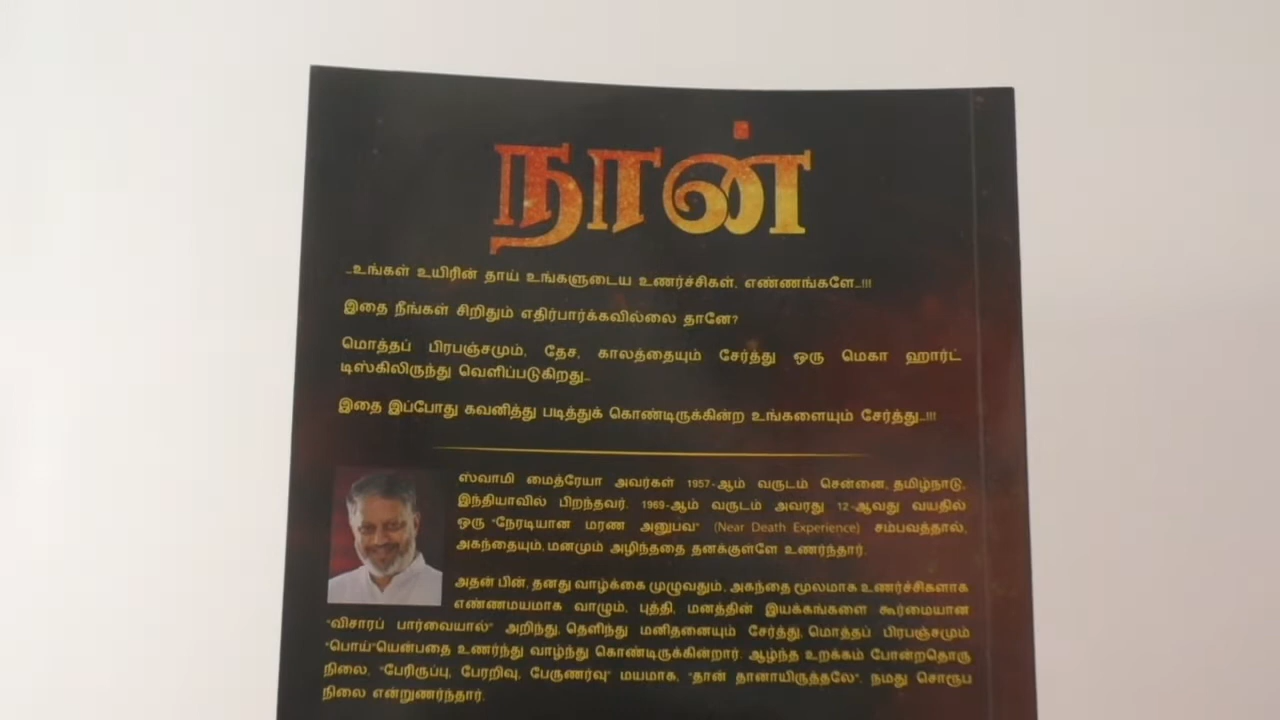 நான்
...உங்கள் உயிரின் தாய் உங்களுடைய உணர்ச்சிகள், எண்ணங்களே...!!!
இதை நீங்கள் சிறிதும் எதிர்பார்க்கவில்லை தானே?
மொத்தப் பிரபஞ்சமும், தேச, காலத்தையும் சேர்த்து ஒரு மெகா ஹார்ட்
டிஸ்கிலிருந்து வெளிப்படுகிறது...
இதை இப்போது கவனித்து படித்துக் கொண்டிருக்கின்ற உங்களையும் சேர்த்து...!!!
ஸ்வாமி மைத்ரேயா அவர்கள் 1957-ஆம் வருடம் சென்னை, தமிழ்நாடு,
இந்தியாவில் பிறந்தவர். 1969-ஆம் வருடம் அவரது 12-ஆவது வயதில்
ஒரு "நேரடியான மரண அனுபவ" (Near Death Experience) சம்பவத்தால்,
அகந்தையும், மனமும் அழிந்ததை தனக்குள்ளே உணர்ந்தார்.
அதன் பின், தனது வாழ்க்கை முழுவதும், அகந்தை மூலமாக உணர்ச்சிகளாக
எண்ணமயமாக வாழும், புத்தி, மனத்தின் இயக்கங்களை கூர்மையான
"விசாரப் பார்வையால்" அறிந்து, தெளிந்து மனிதனையும் சேர்த்து, மொத்தப் பிரபஞ்சமும்
"பொய்"யென்பதை உணர்ந்து வாழ்ந்து கொண்டிருக்கின்றார். ஆழ்ந்த உறக்கம் போன்றதொரு
நிலை, "பேரிருப்பு, பேரறிவு, பேருணர்வு" மயமாக, "தான் தானாயிருத்தலே", நமது சொரூப
நிலை என்றுணர்ந்தார்.